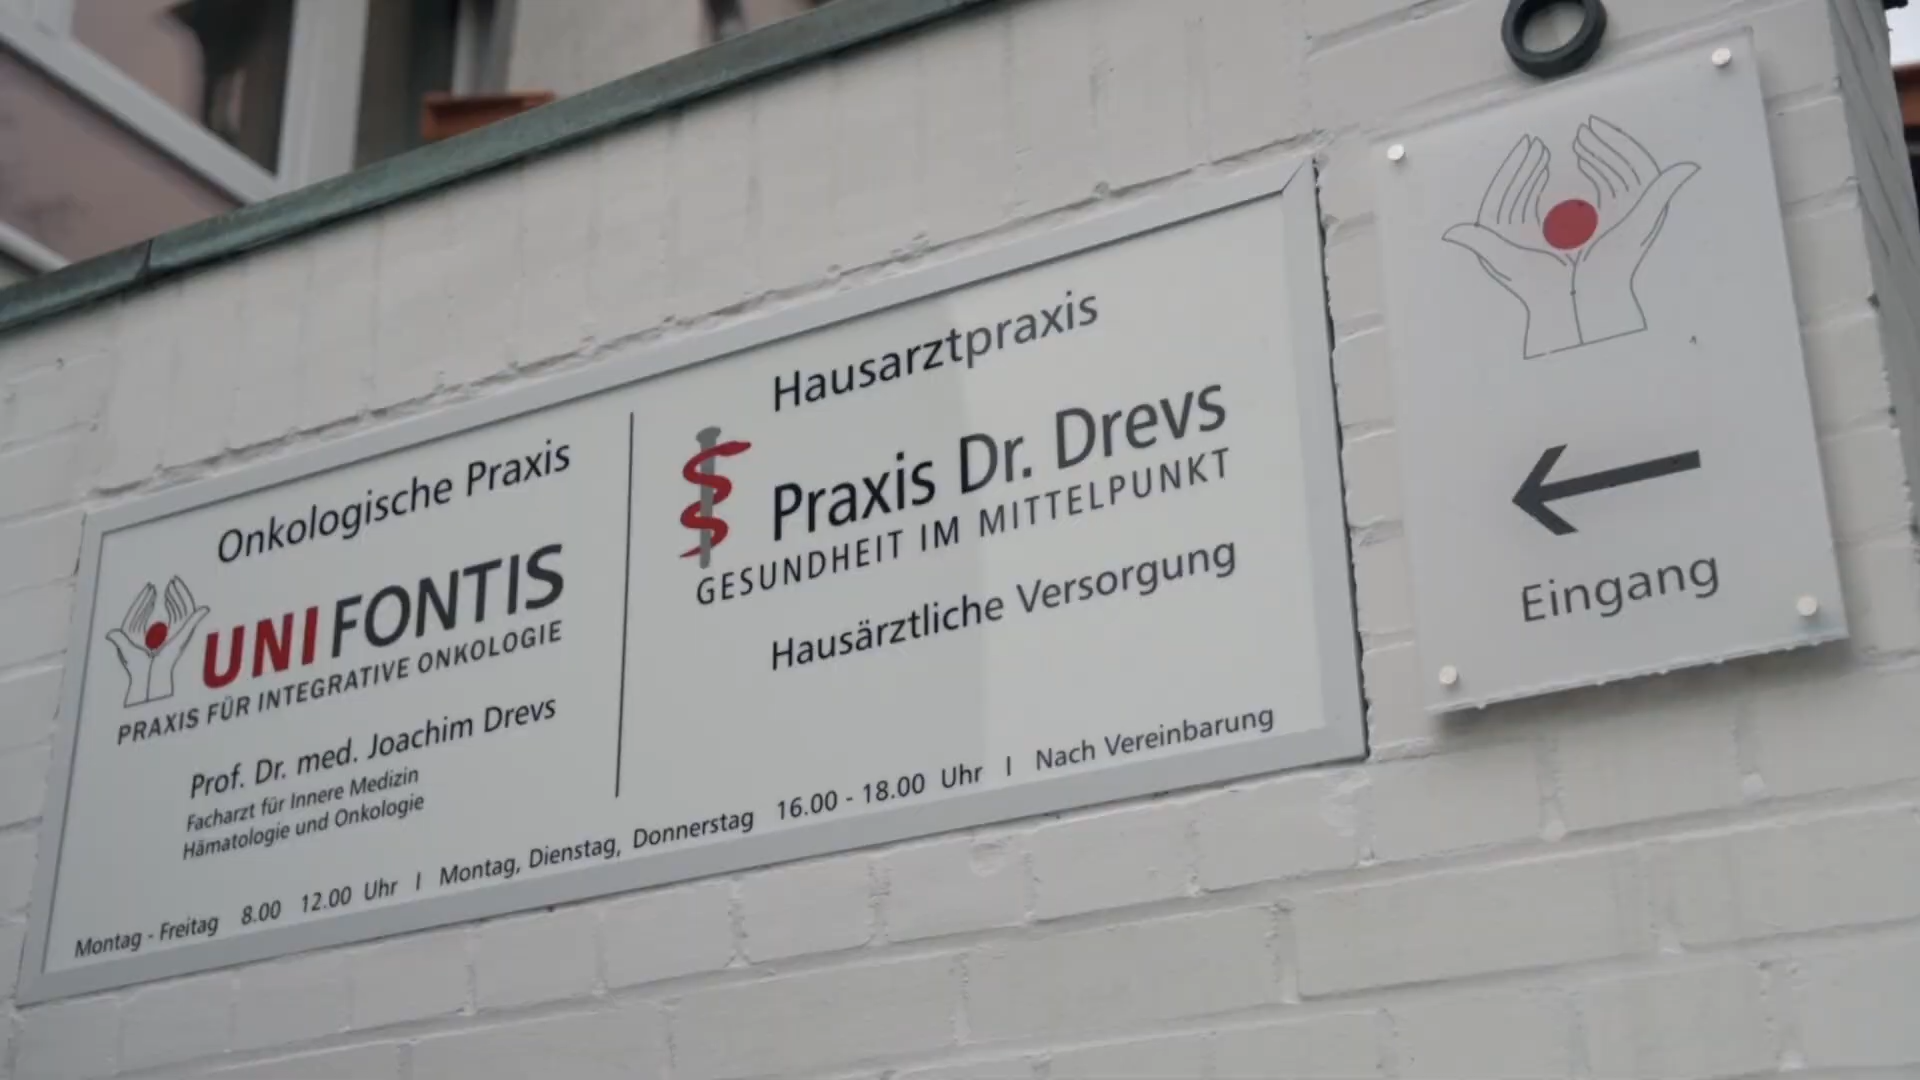 Onkologische Praxis
UNIFONTIS
PRAXIS FÜR INTEGRATIVE ONKOLOGIE
Prof. Dr. med. Joachim Drevs
Facharzt für Innere Medizin
Hämatologie und Onkologie
Hausarztpraxis
Praxis Dr. Drevs
GESUNDHEIT IM MITTELPUNKT
Hausärztliche Versorgung
Montag - Freitag 8.00 12.00 Uhr | Montag, Dienstag, Donnerstag 16.00 - 18.00 Uhr | Nach Vereinbarung
Eingang